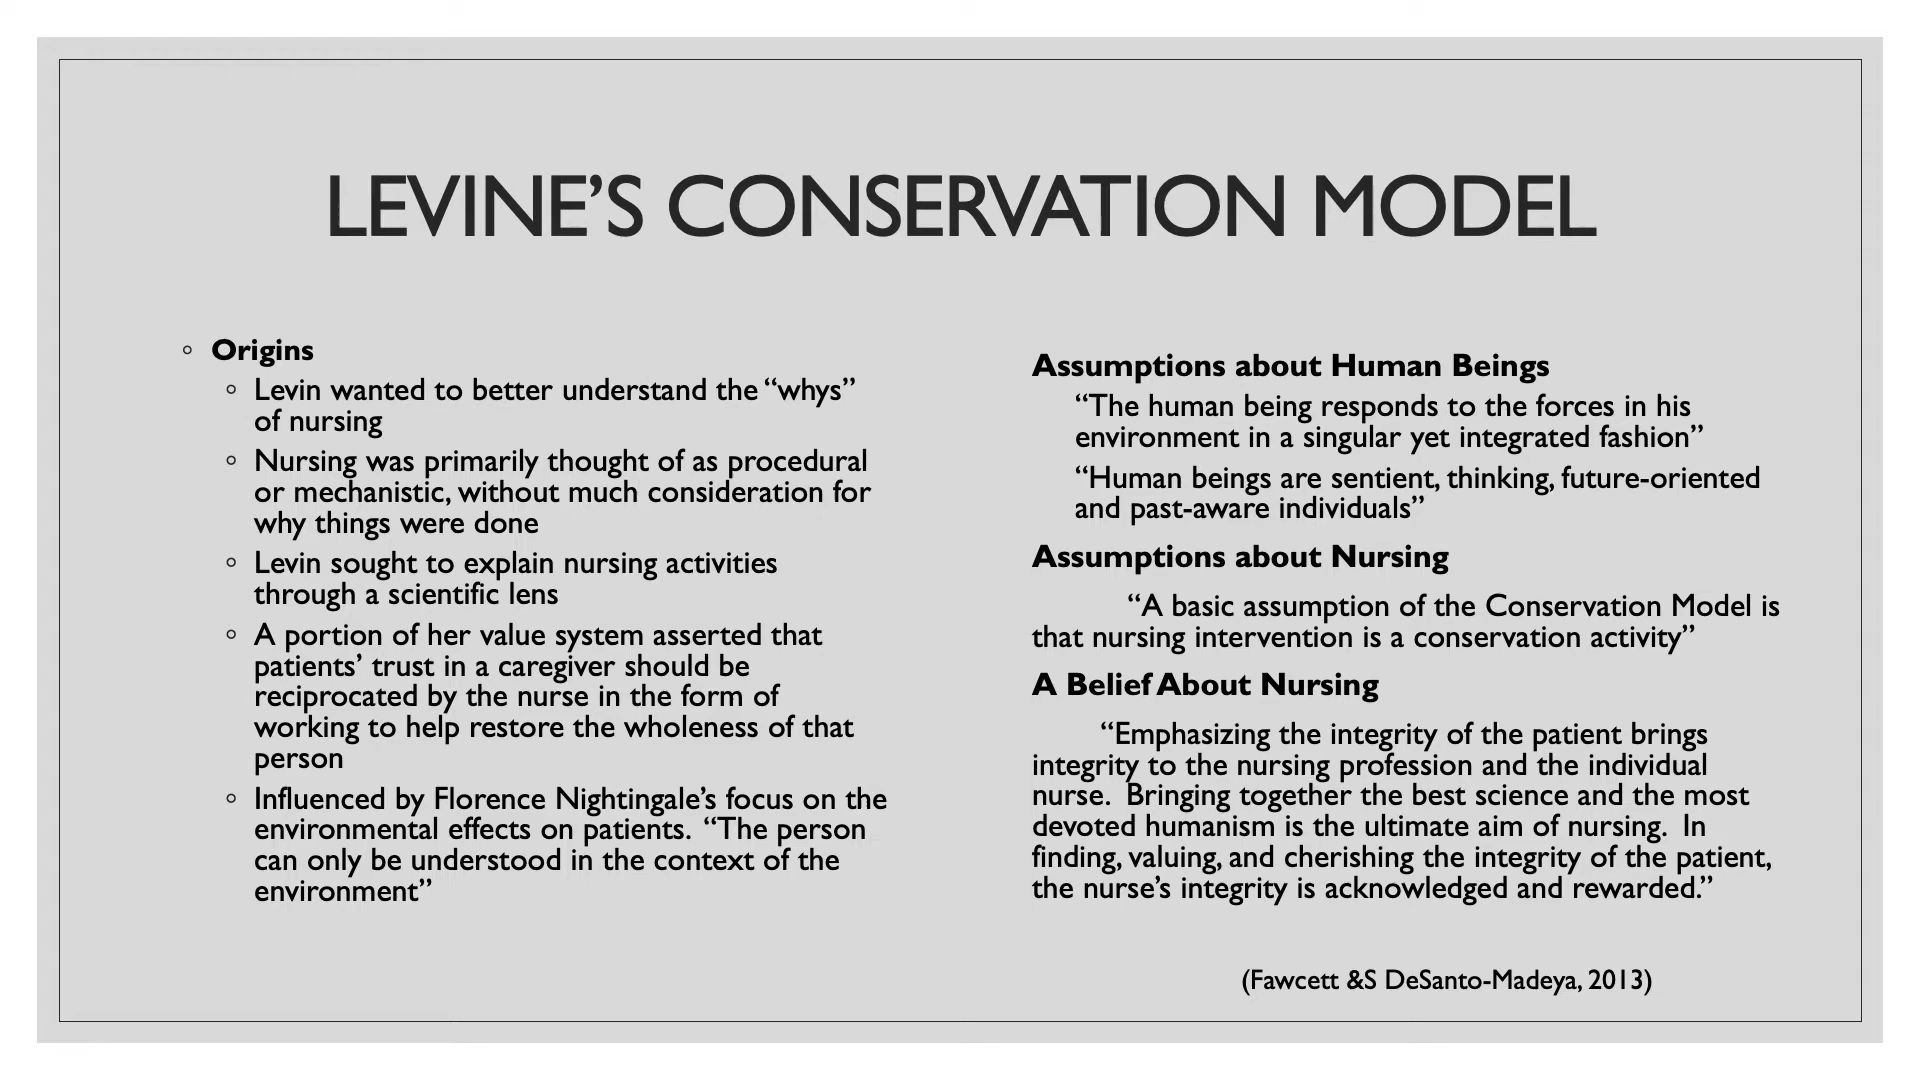 LEVINE’S CONSERVATION MODEL
◦ Origins
◦ Levin wanted to better understand the “whys”
of nursing
◦ Nursing was primarily thought of as procedural
or mechanistic, without much consideration for
why things were done
◦ Levin sought to explain nursing activities
through a scientific lens
◦ A portion of her value system asserted that
patients’ trust in a caregiver should be
reciprocated by the nurse in the form of
working to help restore the wholeness of that
person
◦ Influenced by Florence Nightingale’s focus on the
environmental effects on patients. “The person
can only be understood in the context of the
environment”
Assumptions about Human Beings
“The human being responds to the forces in his
environment in a singular yet integrated fashion”
“Human beings are sentient, thinking, future-oriented
and past-aware individuals”
Assumptions about Nursing
“A basic assumption of the Conservation Model is
that nursing intervention is a conservation activity”
A Belief About Nursing
“Emphasizing the integrity of the patient brings
integrity to the nursing profession and the individual
nurse. Bringing together the best science and the most
devoted humanism is the ultimate aim of nursing. In
finding, valuing, and cherishing the integrity of the patient,
the nurse’s integrity is acknowledged and rewarded.”
(Fawcett &S DeSanto-Madeya, 2013)